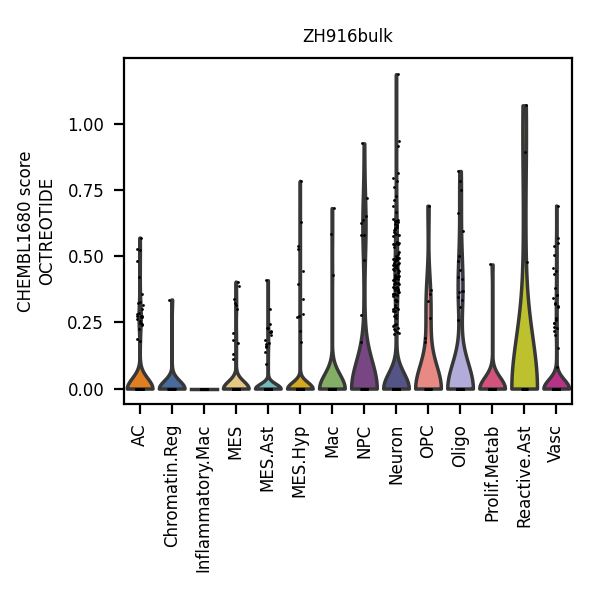 ZH916bulk
CHEMBL1680 score
OCTREOTIDE
1.00
0.75
0.50
0.25
0.00
AC
Chromatin.Reg
Inflammatory.Mac
MES
MES.Ast
MES.Hyp
Mac
NPC
Neuron
OPC
Oligo
Prolif.Metab
Reactive.Ast
Vasc